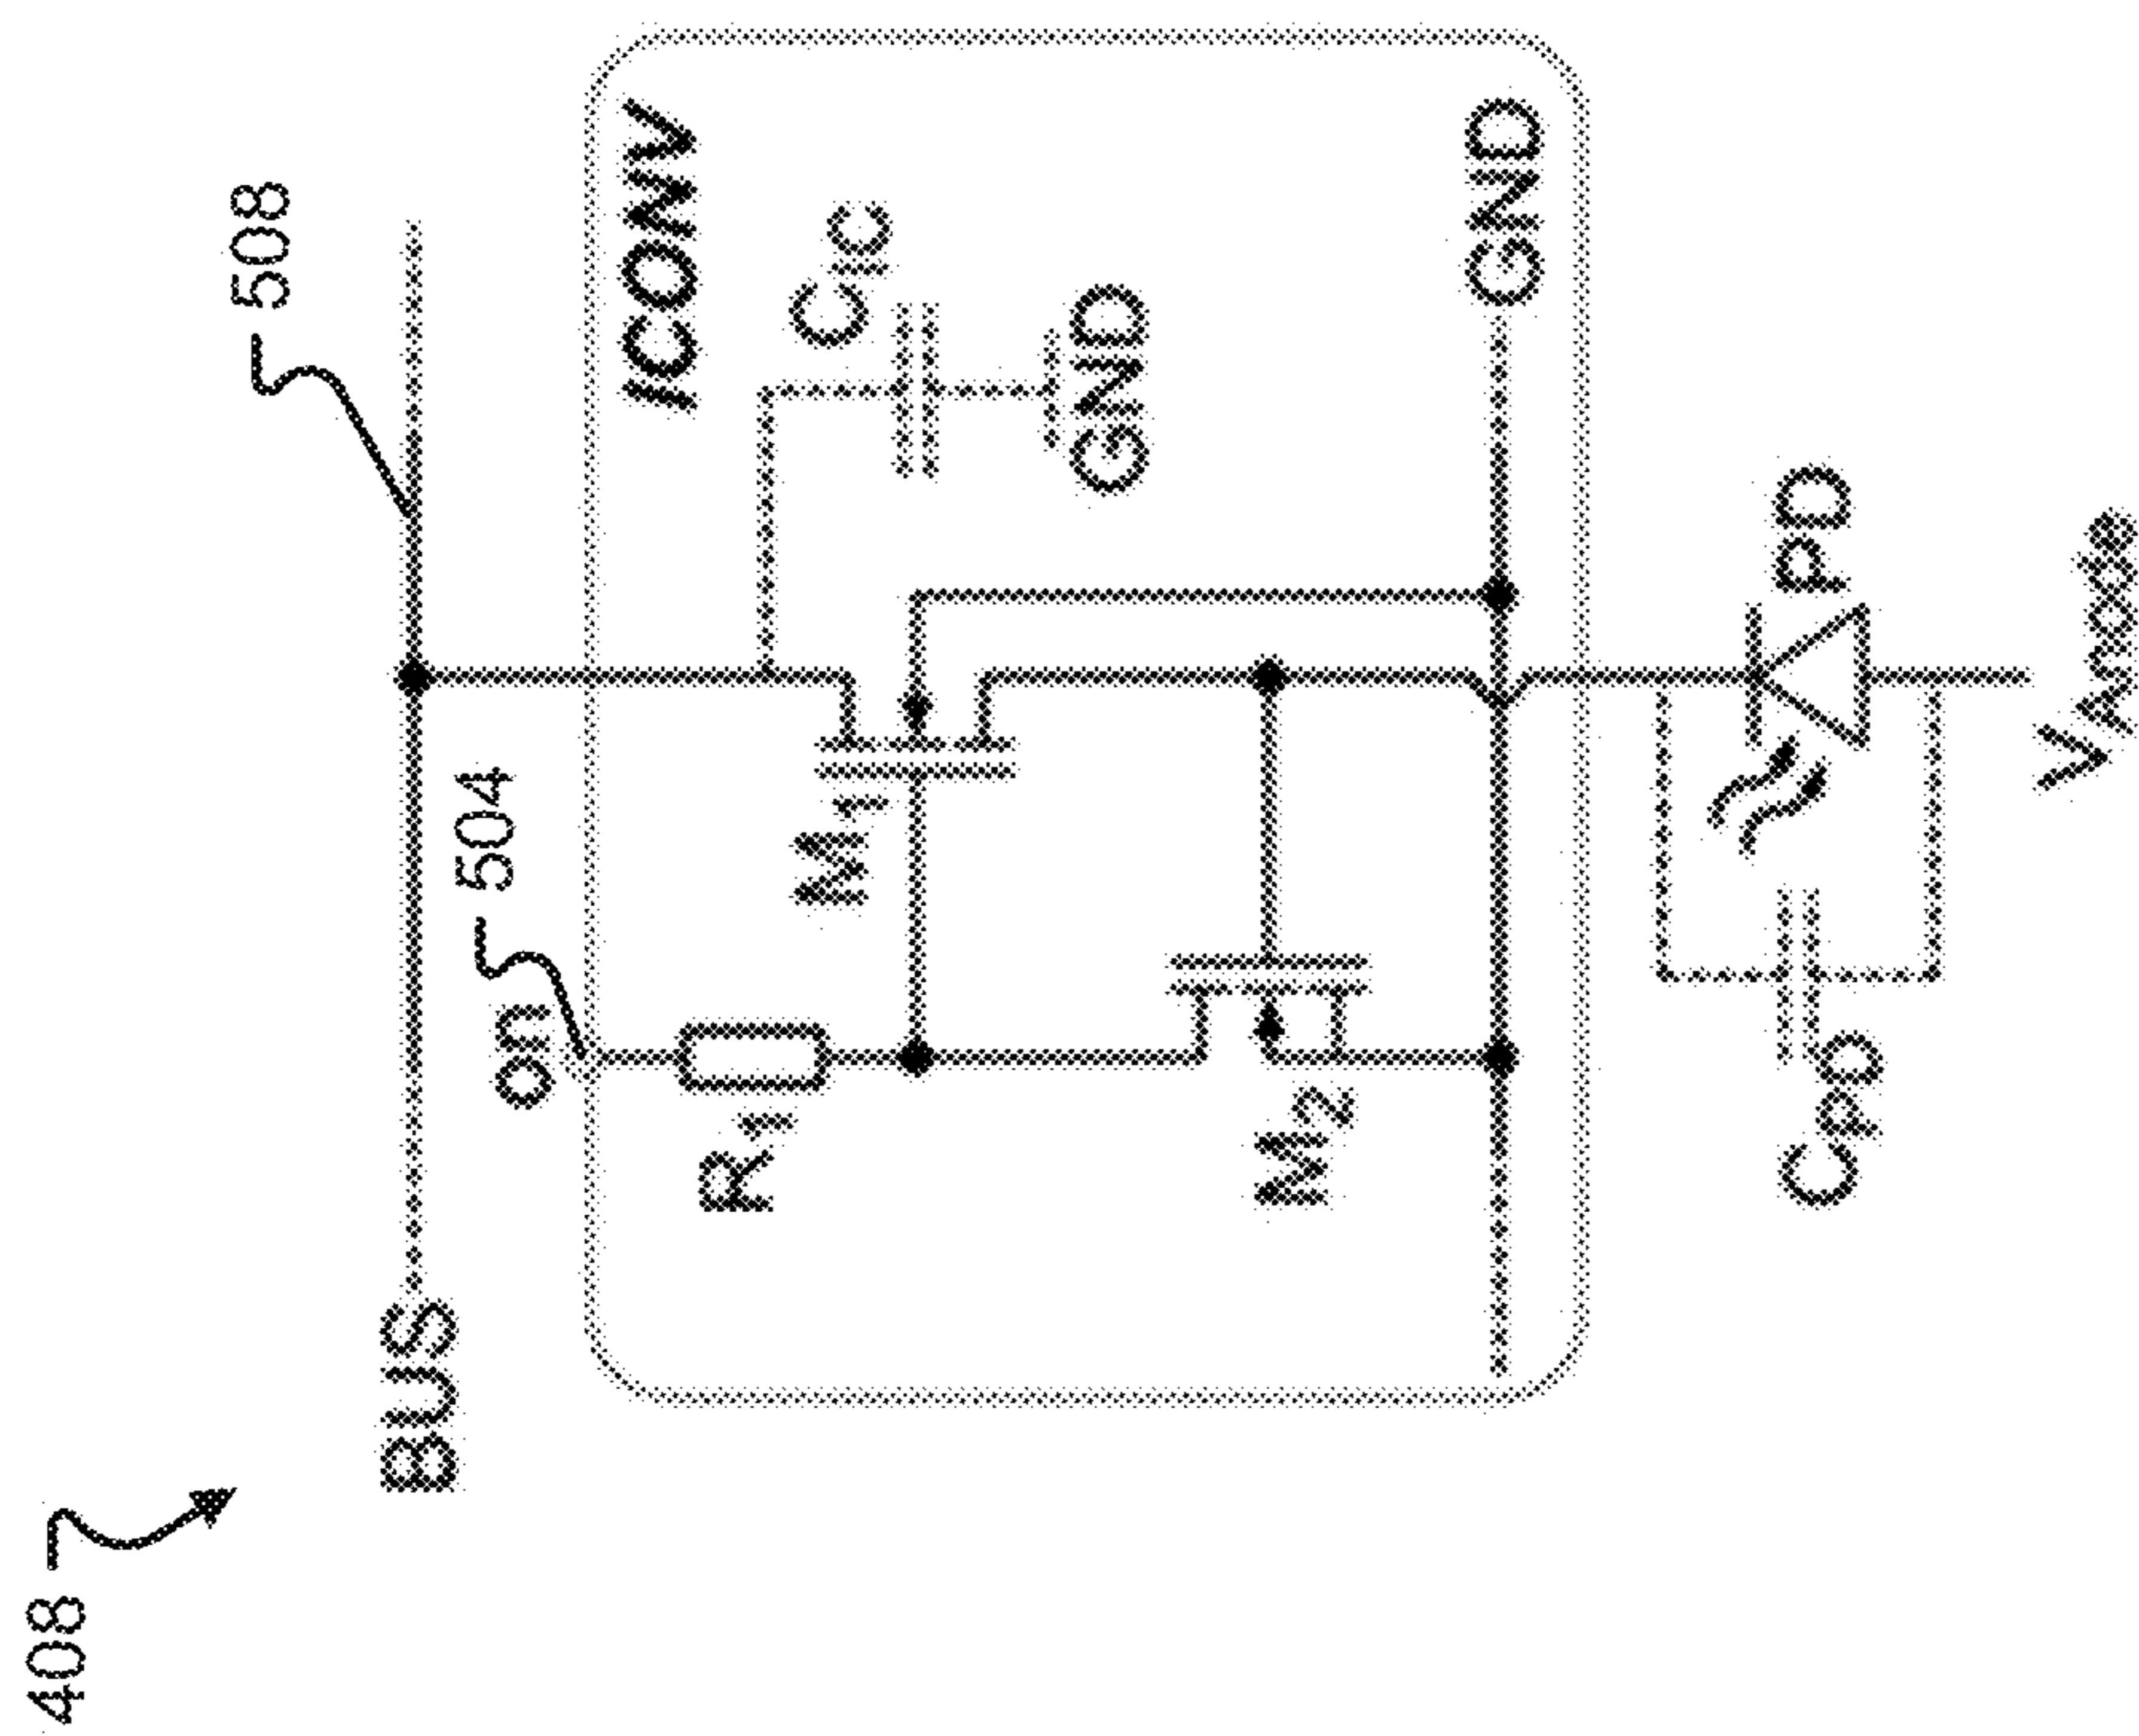 408
BUS
508
504
on
ICONV
R1
M1
CIC
GND
M2
GND
CPD
PD
VAnode